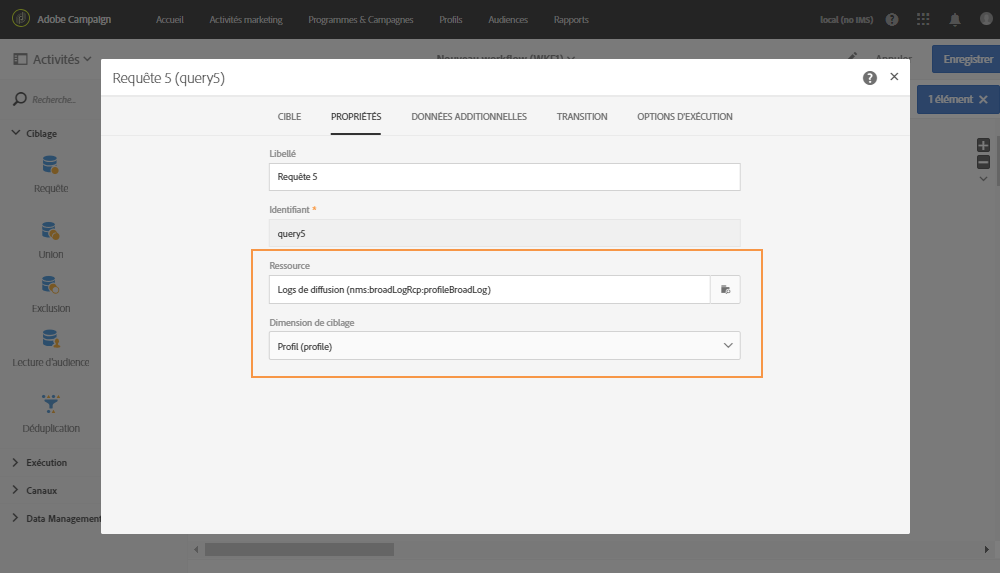 Adobe Campaign
Accueil
Activités marketing
Programmes & Campagnes
Profils
Audiences
Rapports
local (no IMS)
Activités
Nouveau workflow (WKF1)
Annuler
Enregistrer
Requête 5 (query5)
Recherche...
1 élément
CIBLE
PROPRIÉTÉS
DONNÉES ADDITIONNELLES
TRANSITION
OPTIONS D'EXÉCUTION
Ciblage
Requête
Union
Exclusion
Lecture d'audience
Déduplication
Exécution
Canaux
Data Management
Libellé
Requête 5
Identifiant *
query5
Ressource
Logs de diffusion (nms:broadLogRcp:profileBroadLog)
Dimension de ciblage
Profil (profile)